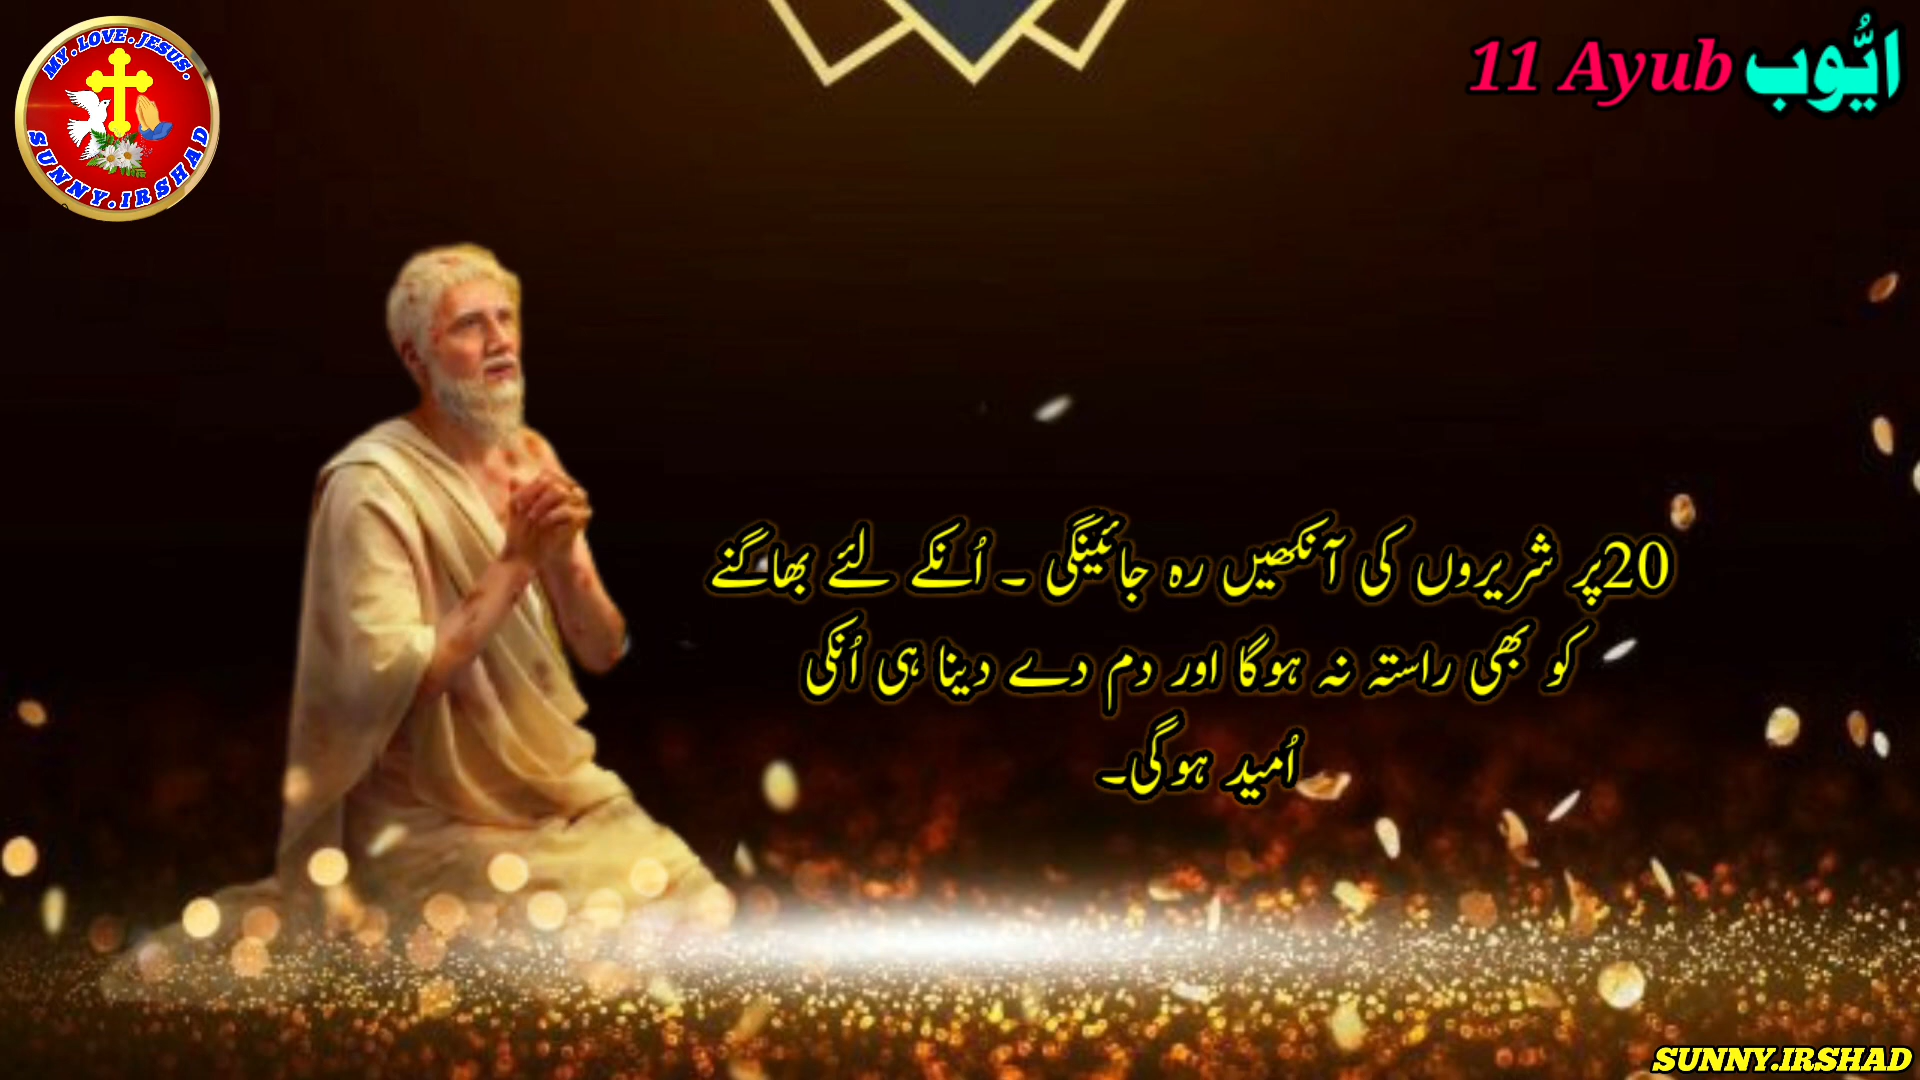 MY.LOVE.JESUS.
SUNNY.IRSHAD
11 Ayub ایُّوب
20پر شریروں کی آنکھیں رہ جائینگی ۔ اُنکے لئے بھاگنے
کو بھی راستہ نہ ہوگا اور دم دے دینا ہی اُنکی
اُمید ہوگی۔
SUNNY.IRSHAD